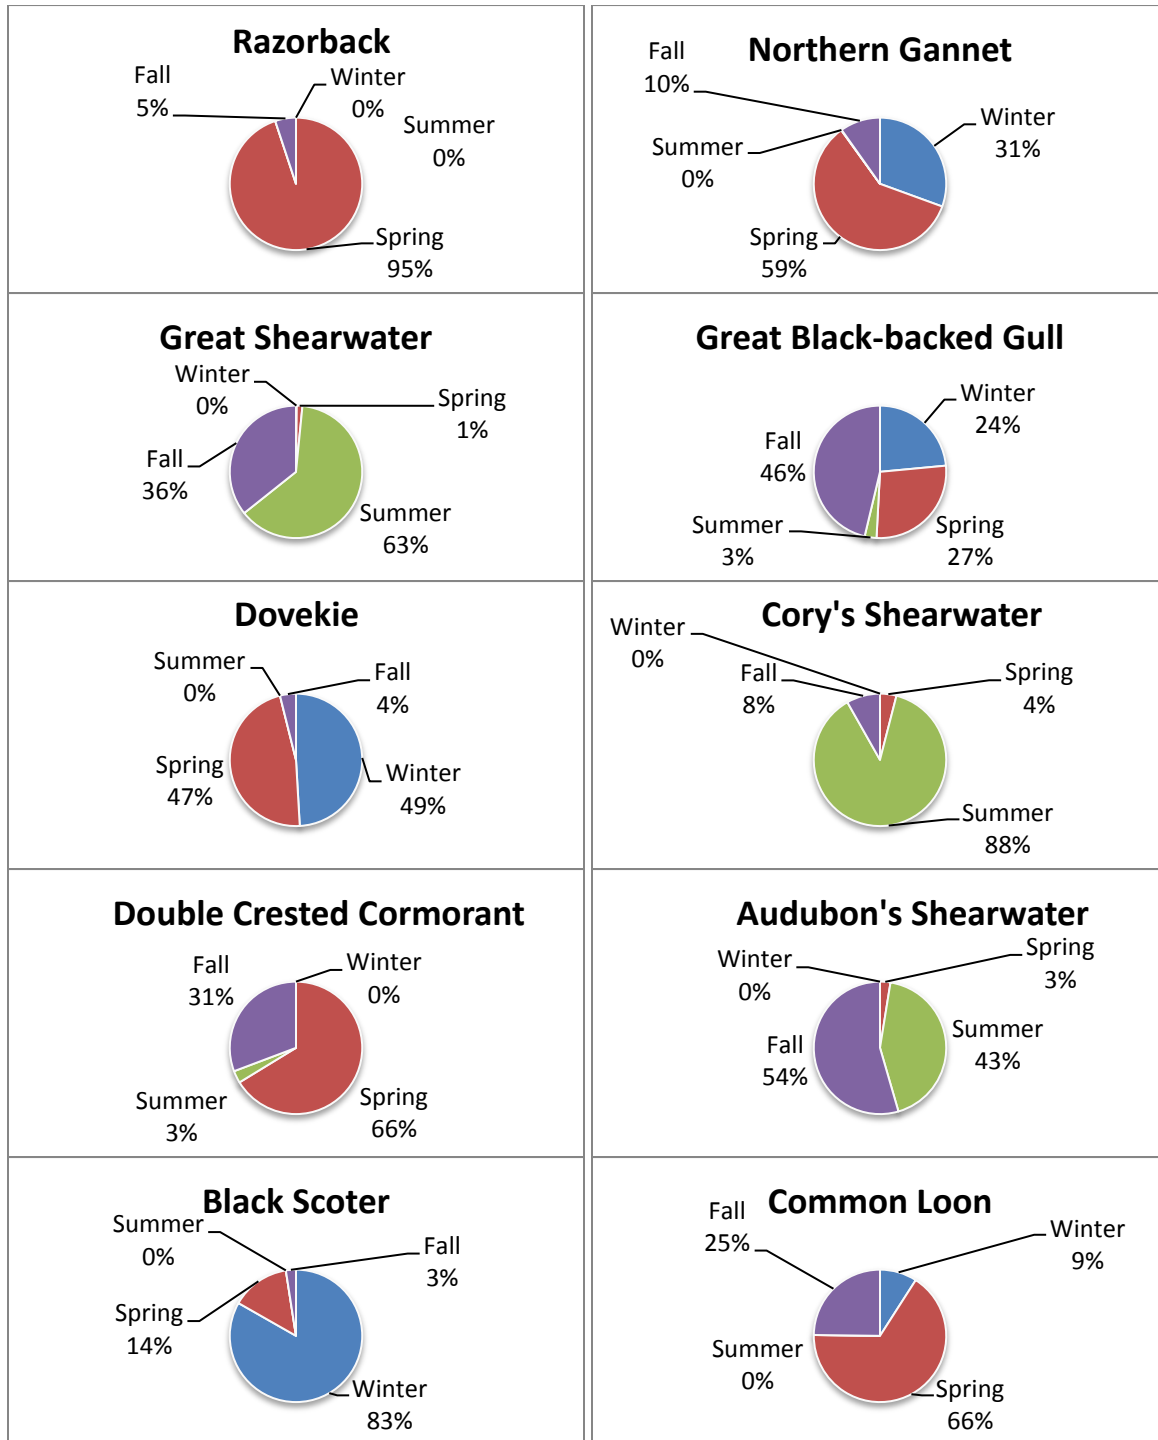 Razorback
Fall
5%
Winter
0%
Summer
0%
Spring
95%
Northern Gannet
Fall
10%
Winter
31%
Summer
0%
Spring
59%
Great Shearwater
Winter
0%
Spring
1%
Fall
36%
Summer
63%
Great Black-backed Gull
Winter
24%
Fall
46%
Summer
3%
Spring
27%
Dovekie
Summer
0%
Fall
4%
Spring
47%
Winter
49%
Cory's Shearwater
Winter
0%
Fall
8%
Spring
4%
Summer
88%
Double Crested Cormorant
Fall
31%
Winter
0%
Summer
3%
Spring
66%
Audubon's Shearwater
Winter
0%
Spring
3%
Fall
54%
Summer
43%
Black Scoter
Summer
0%
Fall
3%
Spring
14%
Winter
83%
Common Loon
Fall
25%
Winter
9%
Summer
0%
Spring
66%